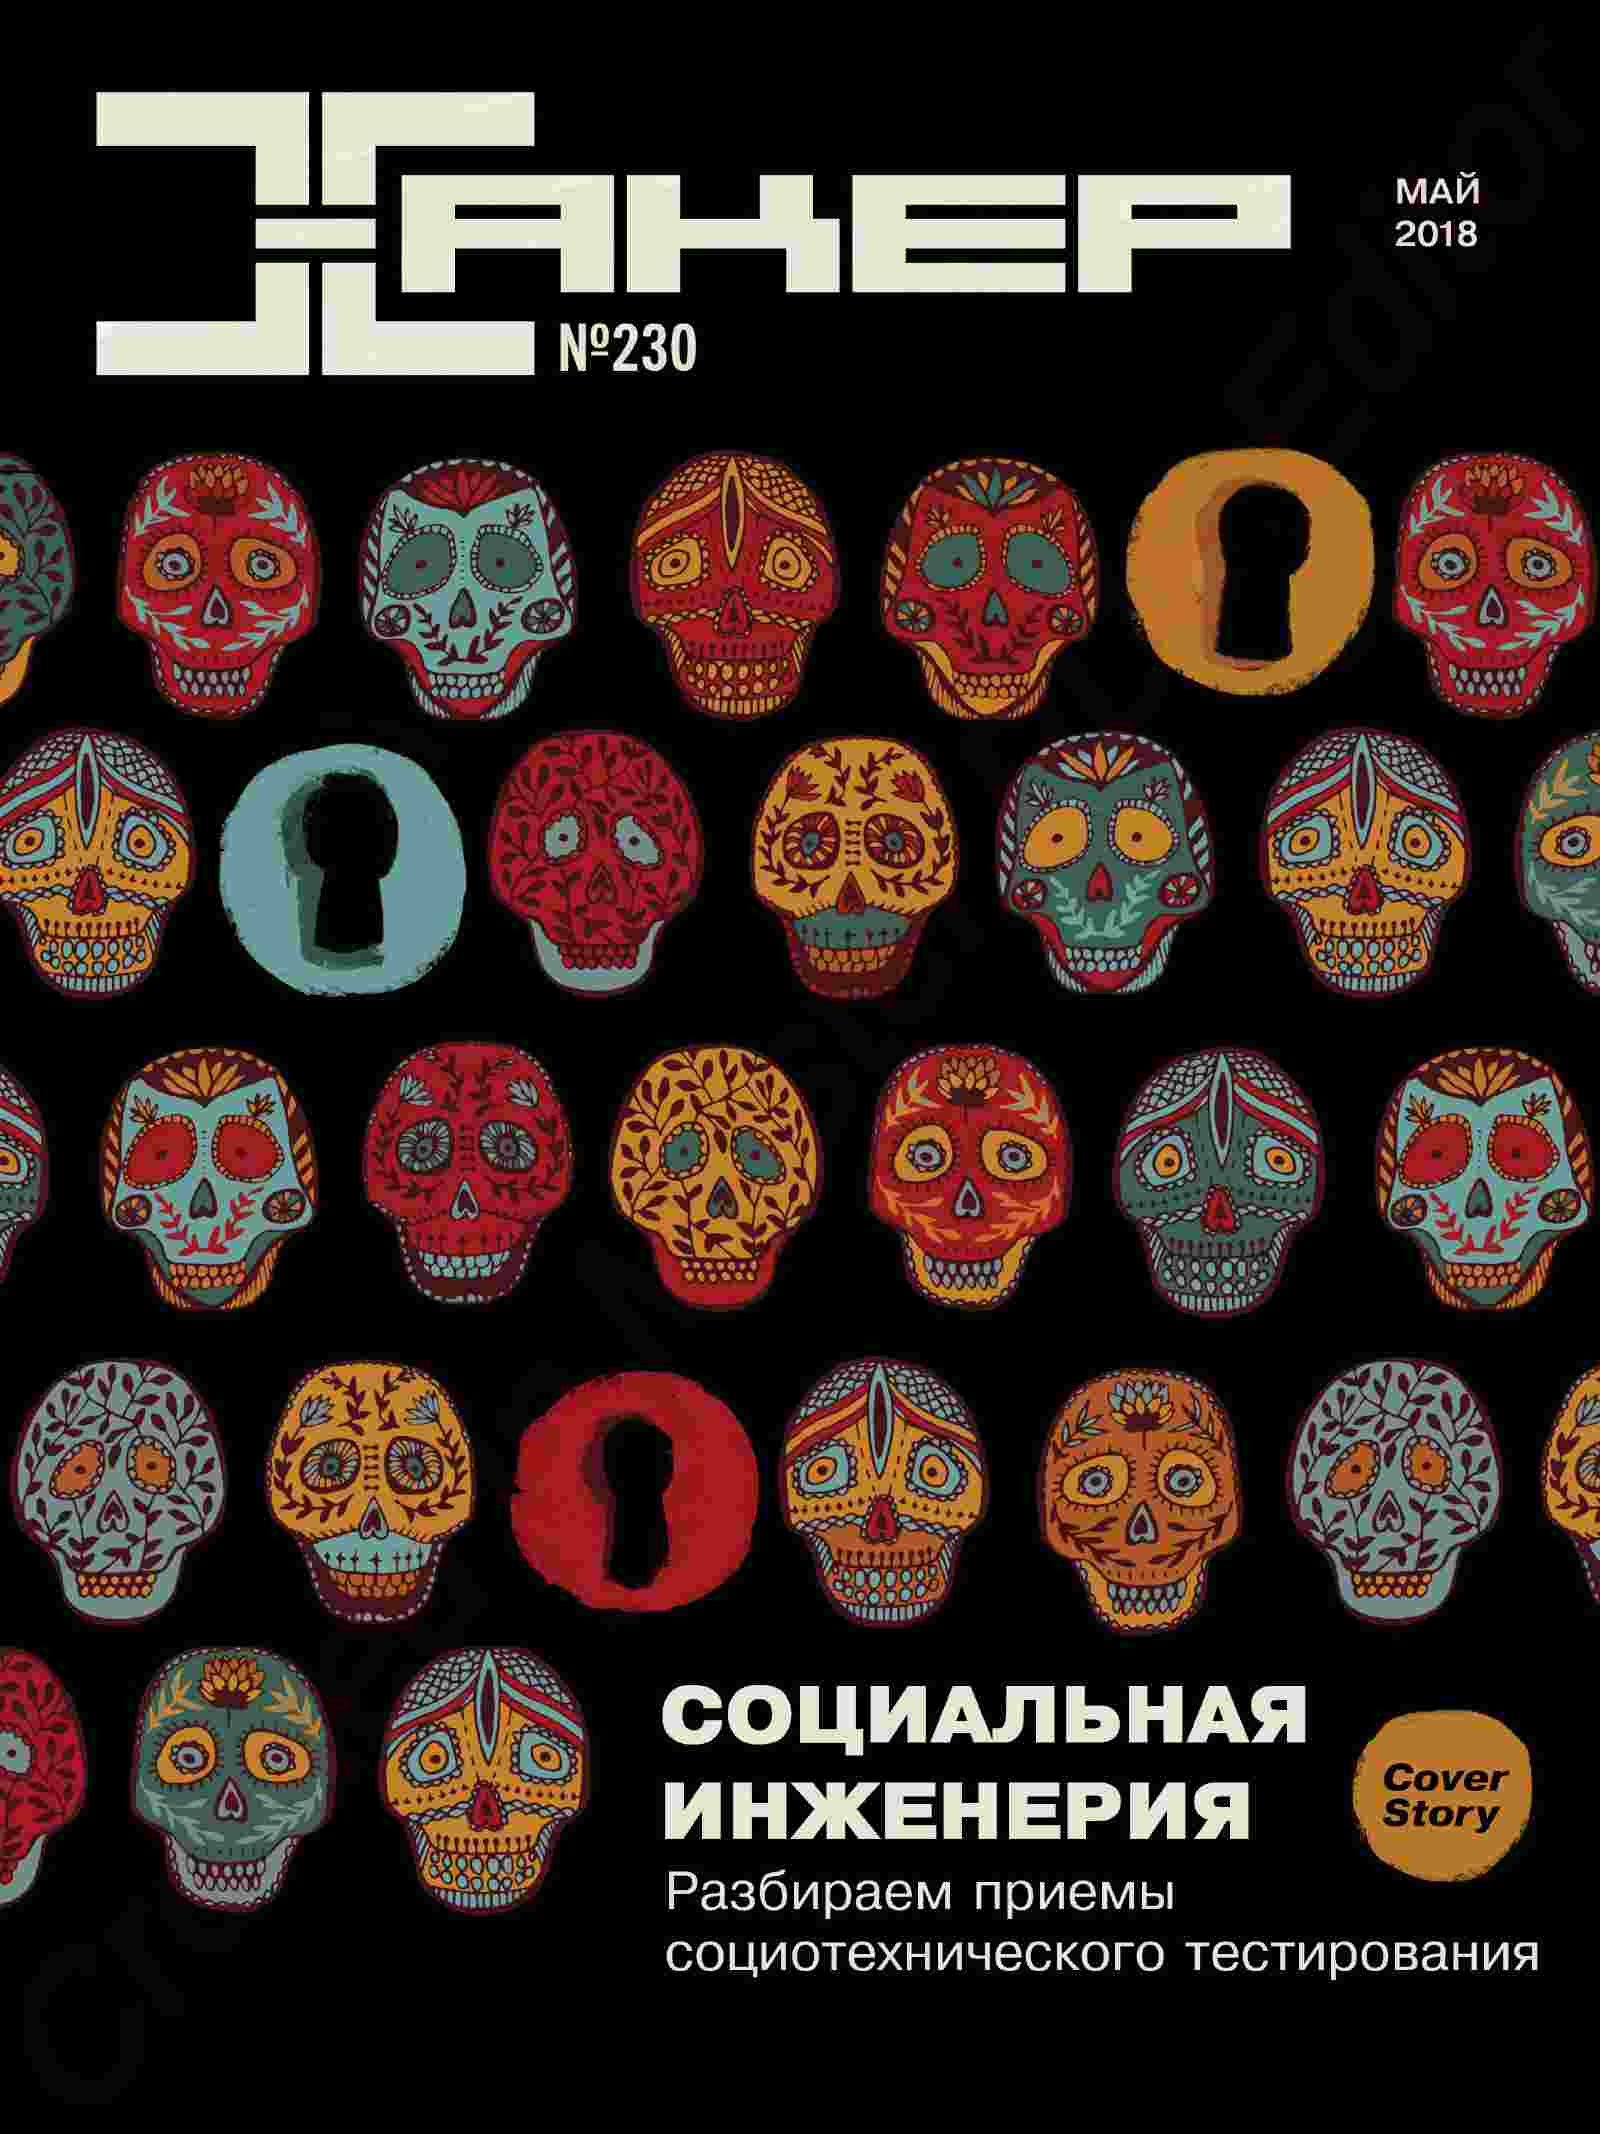 ХАКЕР
МАЙ
2018
№230
СОЦИАЛЬНАЯ
ИНЖЕНЕРИЯ
Cover
Story
Разбираем приемы
социотехнического тестирования